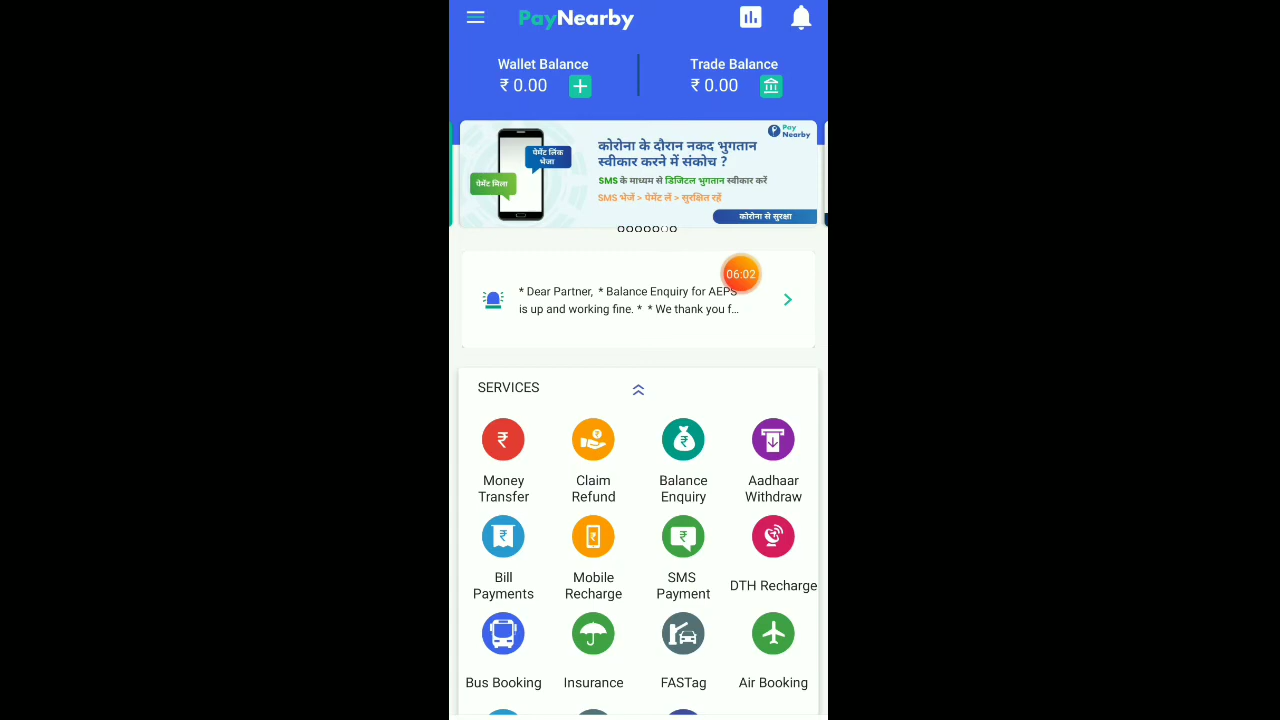 PayNearby
Wallet Balance
₹ 0.00
Trade Balance
₹ 0.00
Pay
Nearby
कोरोना के दौरान नकद भुगतान
स्वीकार करने में संकोच ?
पेमेंट लिंक
भेजा
पेमेंट मिला
SMS के माध्यम से डिजिटल भुगतान स्वीकार करें
SMS भेजें > पेमेंट लें > सुरक्षित रहें
कोरोना से सुरक्षा
06:02
* Dear Partner, * Balance Enquiry for AEPS
is up and working fine. * * We thank you f...
SERVICES
Money
Transfer
Claim
Refund
Balance
Enquiry
Aadhaar
Withdraw
Bill
Payments
Mobile
Recharge
SMS
Payment
DTH Recharge
Bus Booking
Insurance
FASTag
Air Booking